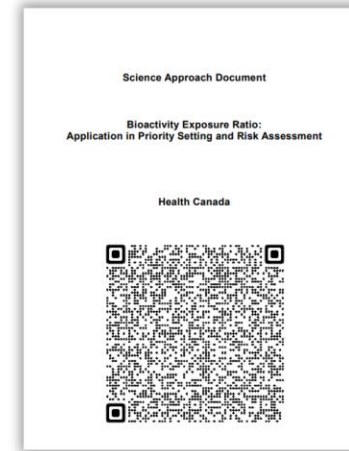 Science Approach Document
Bioactivity Exposure Ratio:
Application in Priority Setting and Risk Assessment
Health Canada